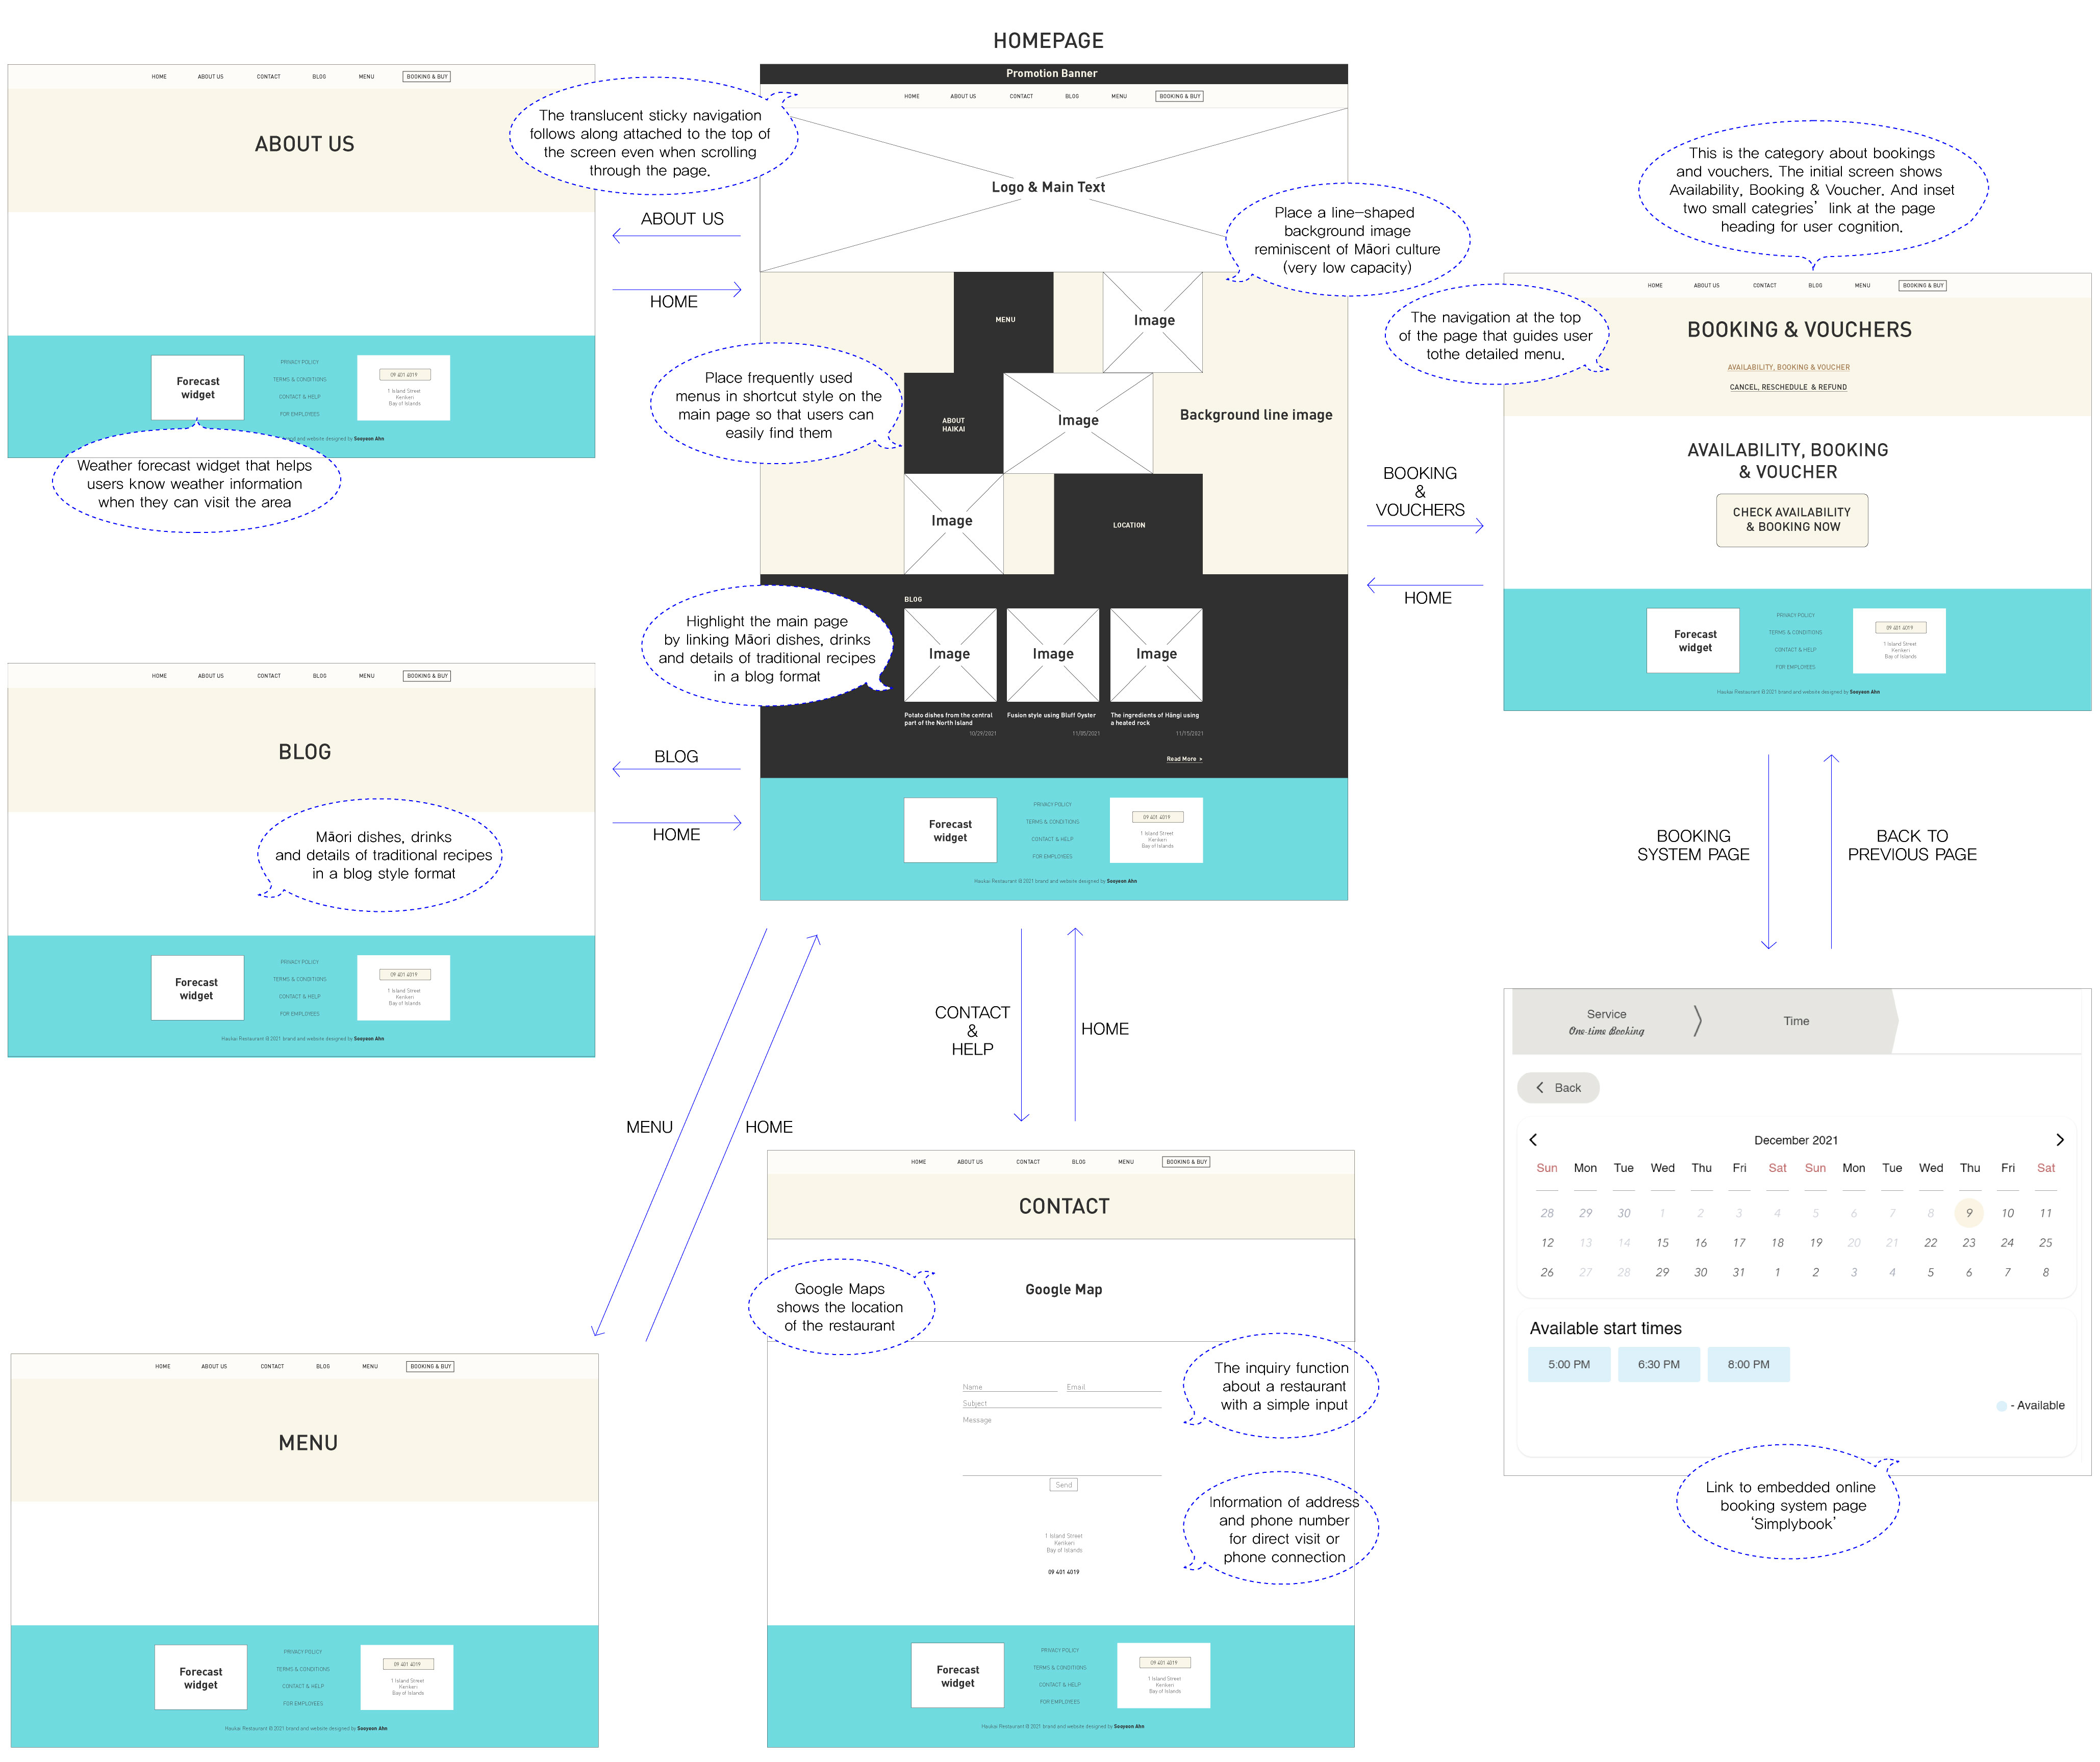 HOMEPAGE
HOME ABOUT US CONTACT BLOG MENU BOOKING & BUY
ABOUT US
Forecast
widget
PRIVACY POLICY
TERMS & CONDITIONS
CONTACT & HELP
FOR EMPLOYEES
09 401 4019
1 Island Street
Kerikeri
Bay of Islands
and website designed by Sooyeon Ahn
Weather forecast widget that helps
users know weather information
when they can visit the area
The translucent sticky navigation
follows along attached to the top of
the screen even when scrolling
through the page.
ABOUT US
HOME
Promotion Banner
HOME ABOUT US CONTACT BLOG MENU BOOKING & BUY
Logo & Main Text
Place a line-shaped
background image
reminiscent of Māori culture
(very low capacity)
MENU
Image
Place frequently used
menus in shortcut style on the
main page so that users can
easily find them
ABOUT
HAIKAI
Image
Background line image
Image
LOCATION
Highlight the main page
by linking Māori dishes, drinks
and details of traditional recipes
in a blog format
BLOG
Image
Image
Image
Potato dishes from the central
part of the North Island
10/29/2021
Fusion style using Bluff Oyster
11/05/2021
The ingredients of Hāngi using
a heated rock
11/15/2021
Read More >
Forecast
widget
PRIVACY POLICY
TERMS & CONDITIONS
CONTACT & HELP
FOR EMPLOYEES
09 401 4019
1 Island Street
Kerikeri
Bay of Islands
Haukai Restaurant © 2021 brand and website designed by Sooyeon Ahn
This is the category about bookings
and vouchers. The initial screen shows
Availability, Booking & Voucher. And inset
two small categries' link at the page
heading for user cognition.
The navigation at the top
of the page that guides user
tothe detailed menu.
HOME ABOUT US CONTACT BLOG MENU BOOKING & BUY
BOOKING & VOUCHERS
AVAILABILITY, BOOKING & VOUCHER
CANCEL, RESCHEDULE & REFUND
AVAILABILITY, BOOKING
& VOUCHER
CHECK AVAILABILITY
& BOOKING NOW
Forecast
widget
PRIVACY POLICY
TERMS & CONDITIONS
CONTACT & HELP
FOR EMPLOYEES
09 401 4019
1 Island Street
Kerikeri
Bay of Islands
Haukai Restaurant © 2021 brand and website designed by Sooyeon Ahn
BOOKING
&
VOUCHERS
HOME
HOME ABOUT US CONTACT BLOG MENU BOOKING & BUY
BLOG
Māori dishes, drinks
and details of traditional recipes
in a blog style format
Forecast
widget
PRIVACY POLICY
TERMS & CONDITIONS
CONTACT & HELP
FOR EMPLOYEES
09 401 4019
1 Island Street
Kerikeri
Bay of Islands
Haukai Restaurant © 2021 brand and website designed by Sooyeon Ahn
BLOG
HOME
BOOKING
SYSTEM PAGE
BACK TO
PREVIOUS PAGE
CONTACT
&
HELP
HOME
MENU
HOME
HOME ABOUT US CONTACT BLOG MENU BOOKING & BUY
CONTACT
Google Maps
shows the location
of the restaurant
Google Map
The inquiry function
about a restaurant
with a simple input
Name Email
Subject
Message
Send
Information of address
and phone number
for direct visit or
phone connection
1 Island Street
Kerikeri
Bay of Islands
09 401 4019
Forecast
widget
PRIVACY POLICY
TERMS & CONDITIONS
CONTACT & HELP
FOR EMPLOYEES
09 401 4019
1 Island Street
Kerikeri
Bay of Islands
Haukai Restaurant © 2021 brand and website designed by Sooyeon Ahn
HOME ABOUT US CONTACT BLOG MENU BOOKING & BUY
MENU
Forecast
widget
PRIVACY POLICY
TERMS & CONDITIONS
CONTACT & HELP
FOR EMPLOYEES
09 401 4019
1 Island Street
Kerikeri
Bay of Islands
Haukai Restaurant © 2021 brand and website designed by Sooyeon Ahn
Service
One-time Booking
Time
Back
December 2021
Sun Mon Tue Wed Thu Fri Sat Sun Mon Tue Wed Thu Fri Sat
28 29 30 1 2 3 4 5 6 7 8 9 10 11
12 13 14 15 16 17 18 19 20 21 22 23 24 25
26 27 28 29 30 31 1 2 3 4 5 6 7 8
Available start times
5:00 PM 6:30 PM 8:00 PM
- Available
Link to embedded online
booking system page
'Simplybook'